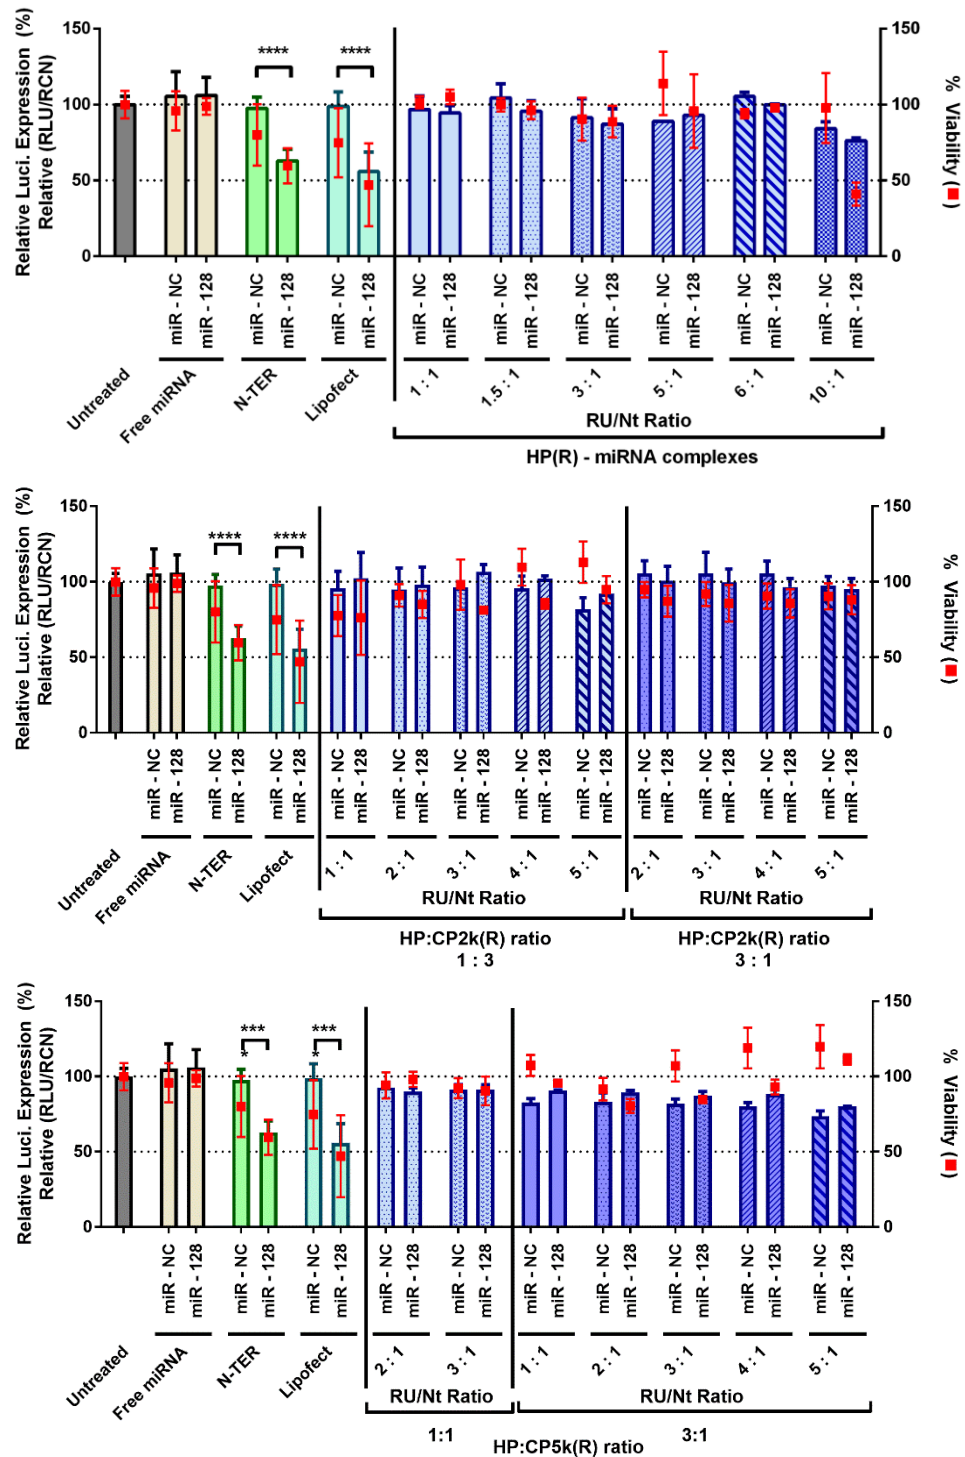 Relative Luci. Expression (%)
Relative (RLU/RCN)
150
100
50
0
**** ****
150
100
50
0
% Viability (■)
miR - NC miR - 128 miR - NC miR - 128 miR - NC miR - 128 miR - NC miR - 128 miR - NC miR - 128 miR - NC miR - 128 miR - NC miR - 128 miR - NC miR - 128 miR - NC miR - 128
Untreated Free miRNA N-TER Lipofect 1 : 1 1.5 : 1 3 : 1 5 : 1 6 : 1 10 : 1
RU/Nt Ratio
HP(R) - miRNA complexes
Relative Luci. Expression (%)
Relative (RLU/RCN)
150
100
50
0
**** ****
150
100
50
0
% Viability (■)
miR - NC miR - 128 miR - NC miR - 128 miR - NC miR - 128 miR - NC miR - 128 miR - NC miR - 128 miR - NC miR - 128 miR - NC miR - 128 miR - NC miR - 128 miR - NC miR - 128 miR - NC miR - 128 miR - NC miR - 128 miR - NC miR - 128
Untreated Free miRNA N-TER Lipofect 1 : 1 2 : 1 3 : 1 4 : 1 5 : 1 2 : 1 3 : 1 4 : 1 5 : 1
RU/Nt Ratio RU/Nt Ratio
HP:CP2k(R) ratio HP:CP2k(R) ratio
1 : 3 3 : 1
Relative Luci. Expression (%)
Relative (RLU/RCN)
150
100
50
0
*** ***
* *
150
100
50
0
% Viability (■)
miR - NC miR - 128 miR - NC miR - 128 miR - NC miR - 128 miR - NC miR - 128 miR - NC miR - 128 miR - NC miR - 128 miR - NC miR - 128 miR - NC miR - 128 miR - NC miR - 128 miR - NC miR - 128
Untreated Free miRNA N-TER Lipofect 2 : 1 3 : 1 1 : 1 2 : 1 3 : 1 4 : 1 5 : 1
RU/Nt Ratio RU/Nt Ratio
1:1 3:1
HP:CP5k(R) ratio